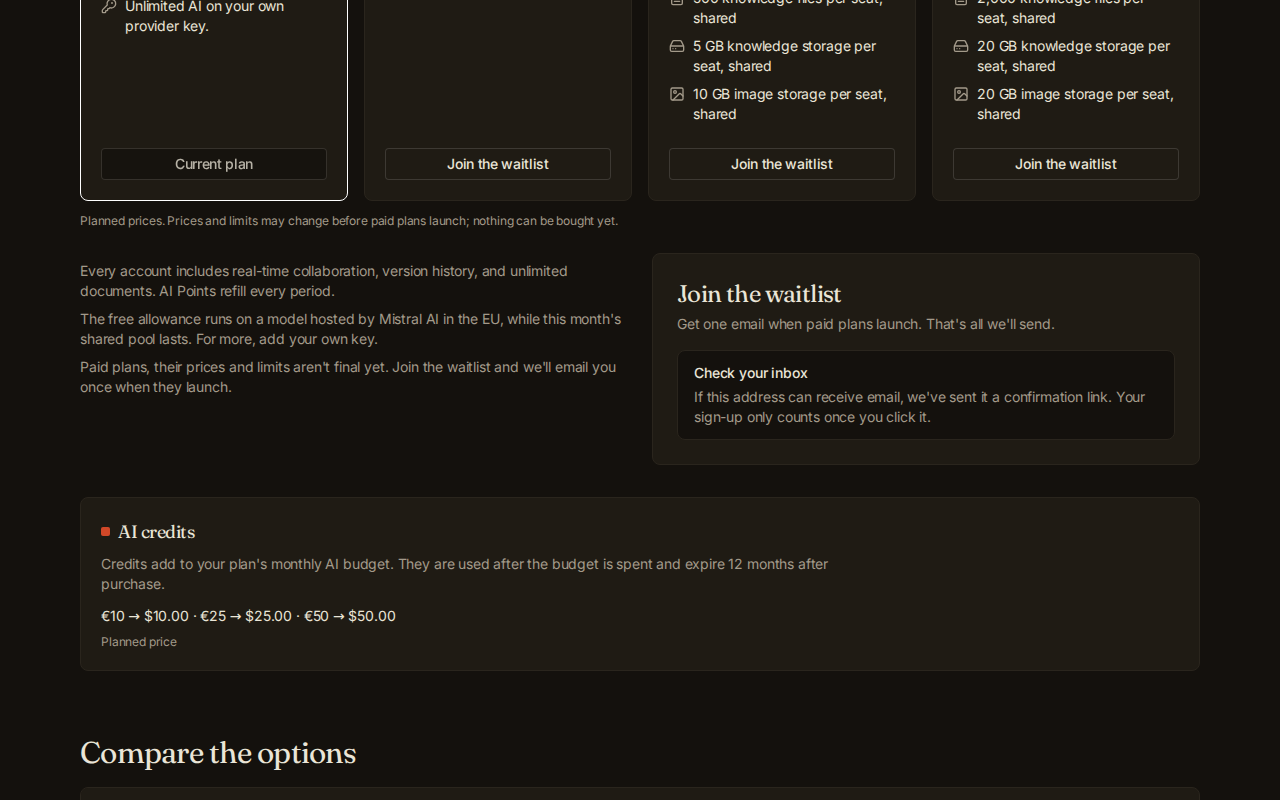 Unlimited AI on your own
provider key.
Current plan
Join the waitlist
seat,
shared
5 GB knowledge storage per
seat, shared
10 GB image storage per seat,
shared
Join the waitlist
seat, shared
20 GB knowledge storage per
seat, shared
20 GB image storage per seat,
shared
Join the waitlist
Planned prices. Prices and limits may change before paid plans launch; nothing can be bought yet.
Every account includes real-time collaboration, version history, and unlimited
documents. AI Points refill every period.
The free allowance runs on a model hosted by Mistral AI in the EU, while this month's
shared pool lasts. For more, add your own key.
Paid plans, their prices and limits aren't final yet. Join the waitlist and we'll email you
once when they launch.
Join the waitlist
Get one email when paid plans launch. That's all we'll send.
Check your inbox
If this address can receive email, we've sent it a confirmation link. Your
sign-up only counts once you click it.
AI credits
Credits add to your plan's monthly AI budget. They are used after the budget is spent and expire 12 months after
purchase.
€10 → $10.00 · €25 → $25.00 · €50 → $50.00
Planned price
Compare the options